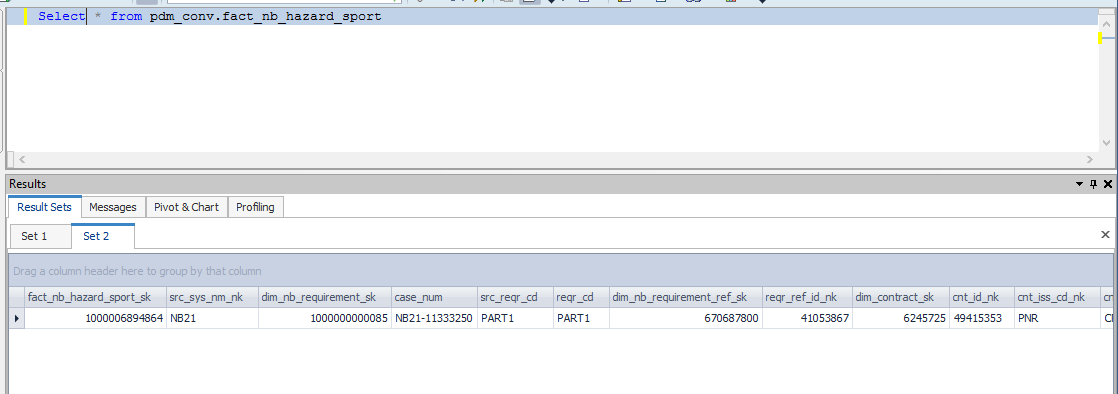 Select * from pdm_conv.fact_nb_hazard_sport
Results
Result Sets Messages Pivot & Chart Profiling
Set 1 Set 2
Drag a column header here to group by that column
fact_nb_hazard_sport_sk src_sys_nm_nk dim_nb_requirement_sk case_num src_reqr_cd reqr_cd dim_nb_requirement_ref_sk reqr_ref_id_nk dim_contract_sk cnt_id_nk cnt_iss_cd_nk
1000006894864 NB21 1000000000085 NB21-11333250 PART1 PART1 670687800 41053867 6245725 49415353 PNR